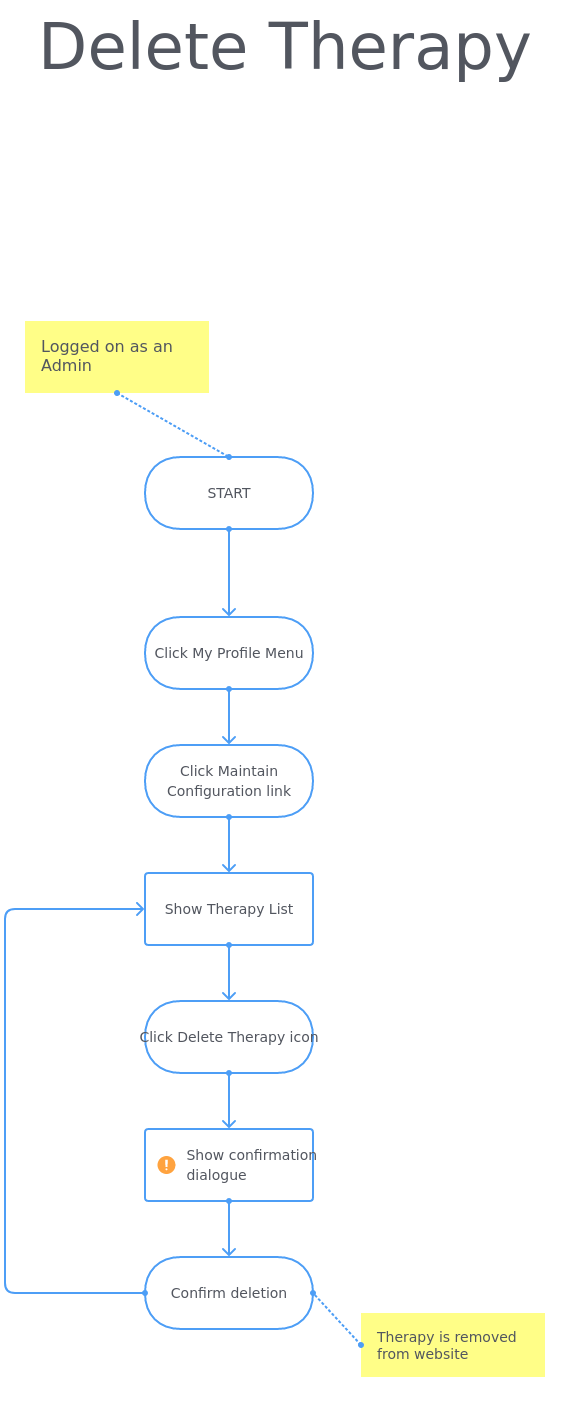 Delete Therapy
Logged on as an
Admin
START
Click My Profile Menu
Click Maintain
Configuration link
Show Therapy List
Click Delete Therapy icon
!
Show confirmation
dialogue
Confirm deletion
Therapy is removed
from website